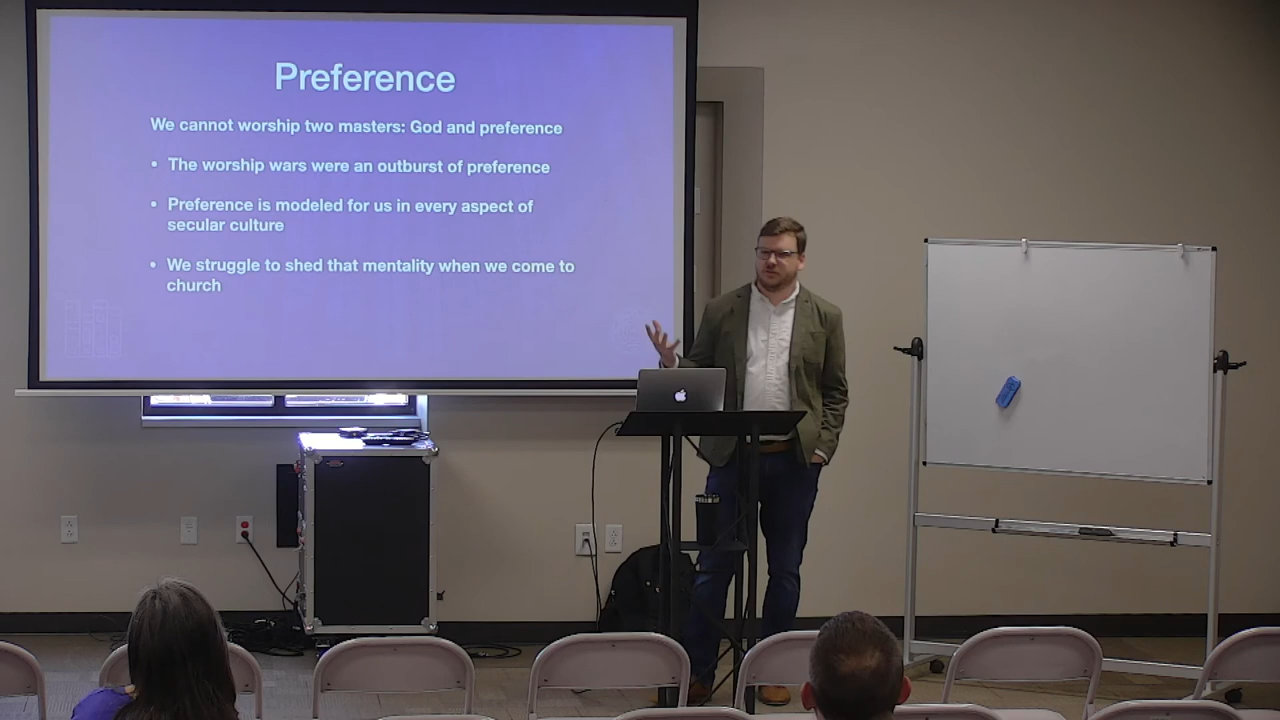 Preference
We cannot worship two masters: God and preference
• The worship wars were an outburst of preference
• Preference is modeled for us in every aspect of
secular culture
• We struggle to shed that mentality when we come to
church